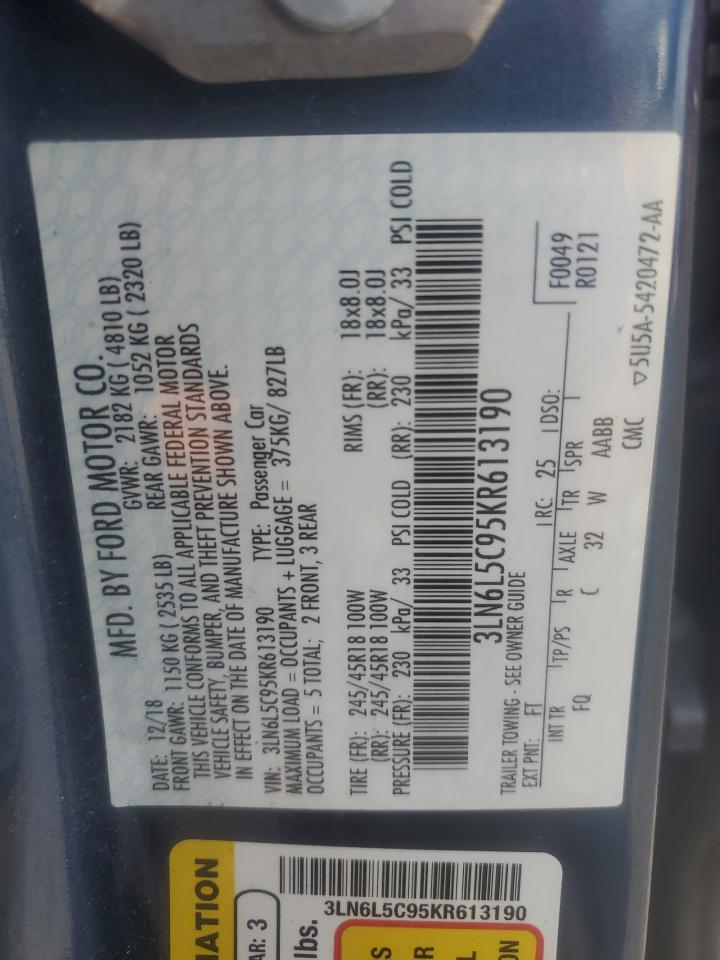 MFD. BY FORD MOTOR CO.
DATE: 12/18 GVWR: 2182 KG ( 4810 LB)
FRONT GAWR: 1150 KG ( 2535 LB) REAR GAWR: 1052 KG ( 2320 LB)
THIS VEHICLE CONFORMS TO ALL APPLICABLE FEDERAL MOTOR
VEHICLE SAFETY, BUMPER, AND THEFT PREVENTION STANDARDS
IN EFFECT ON THE DATE OF MANUFACTURE SHOWN ABOVE.
VIN: 3LN6L5C95KR613190 TYPE: Passenger Car
MAXIMUM LOAD = OCCUPANTS + LUGGAGE = 375KG/ 827LB
OCCUPANTS = 5 TOTAL; 2 FRONT, 3 REAR
TIRE (FR): 245/45R18 100W RIMS (FR): 18x8.0J
(RR): 245/45R18 100W (RR): 18x8.0J
PRESSURE (FR): 230 kPa/ 33 PSI COLD (RR): 230 kPa/ 33 PSI COLD
3LN6L5C95KR613190
TRAILER TOWING - SEE OWNER GUIDE
EXT PNT: FT RC: 25 DSO: F0049
INT TR TP/PS R AXLE TR SPR R0121
FQ C 32 W AABB
CMC ▽5U5A-5420472-AA
MATION
AR: 3
lbs.
3LN6L5C95KR613190
S
R
L
ON